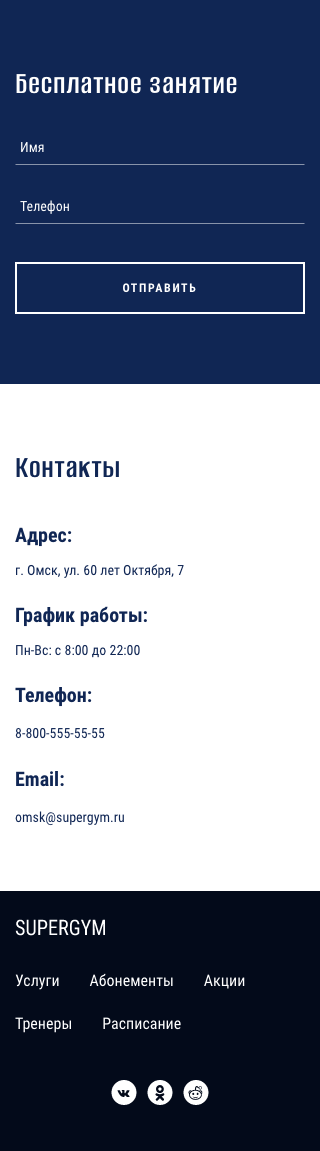 Бесплатное занятие
Имя
Телефон
ОТПРАВИТЬ
Контакты
Адрес:
г. Омск, ул. 60 лет Октября, 7
График работы:
Пн-Вс: с 8:00 до 22:00
Телефон:
8-800-555-55-55
Email:
omsk@supergym.ru
SUPERGYM
Услуги Абонементы Акции
Тренеры Расписание